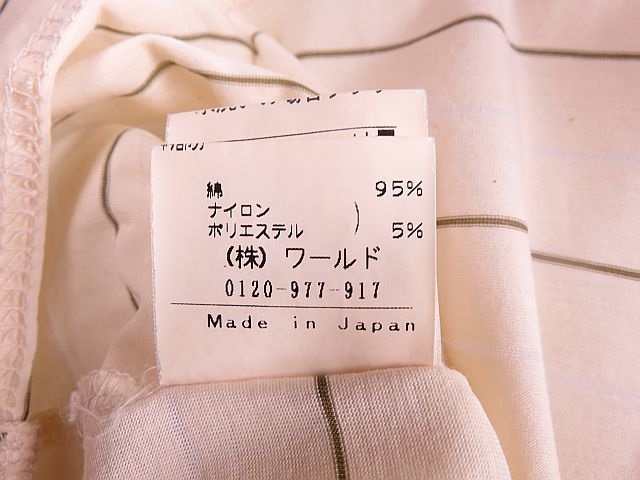 綿 95%
ナイロン )
ポリエステル 5%
(株) ワールド
0120-977-917
Made in Japan